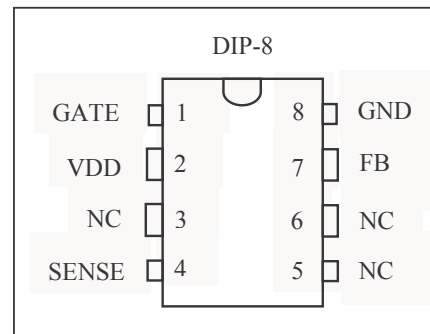 DIP-8
GATE 1 8 GND
VDD 2 7 FB
NC 3 6 NC
SENSE 4 5 NC